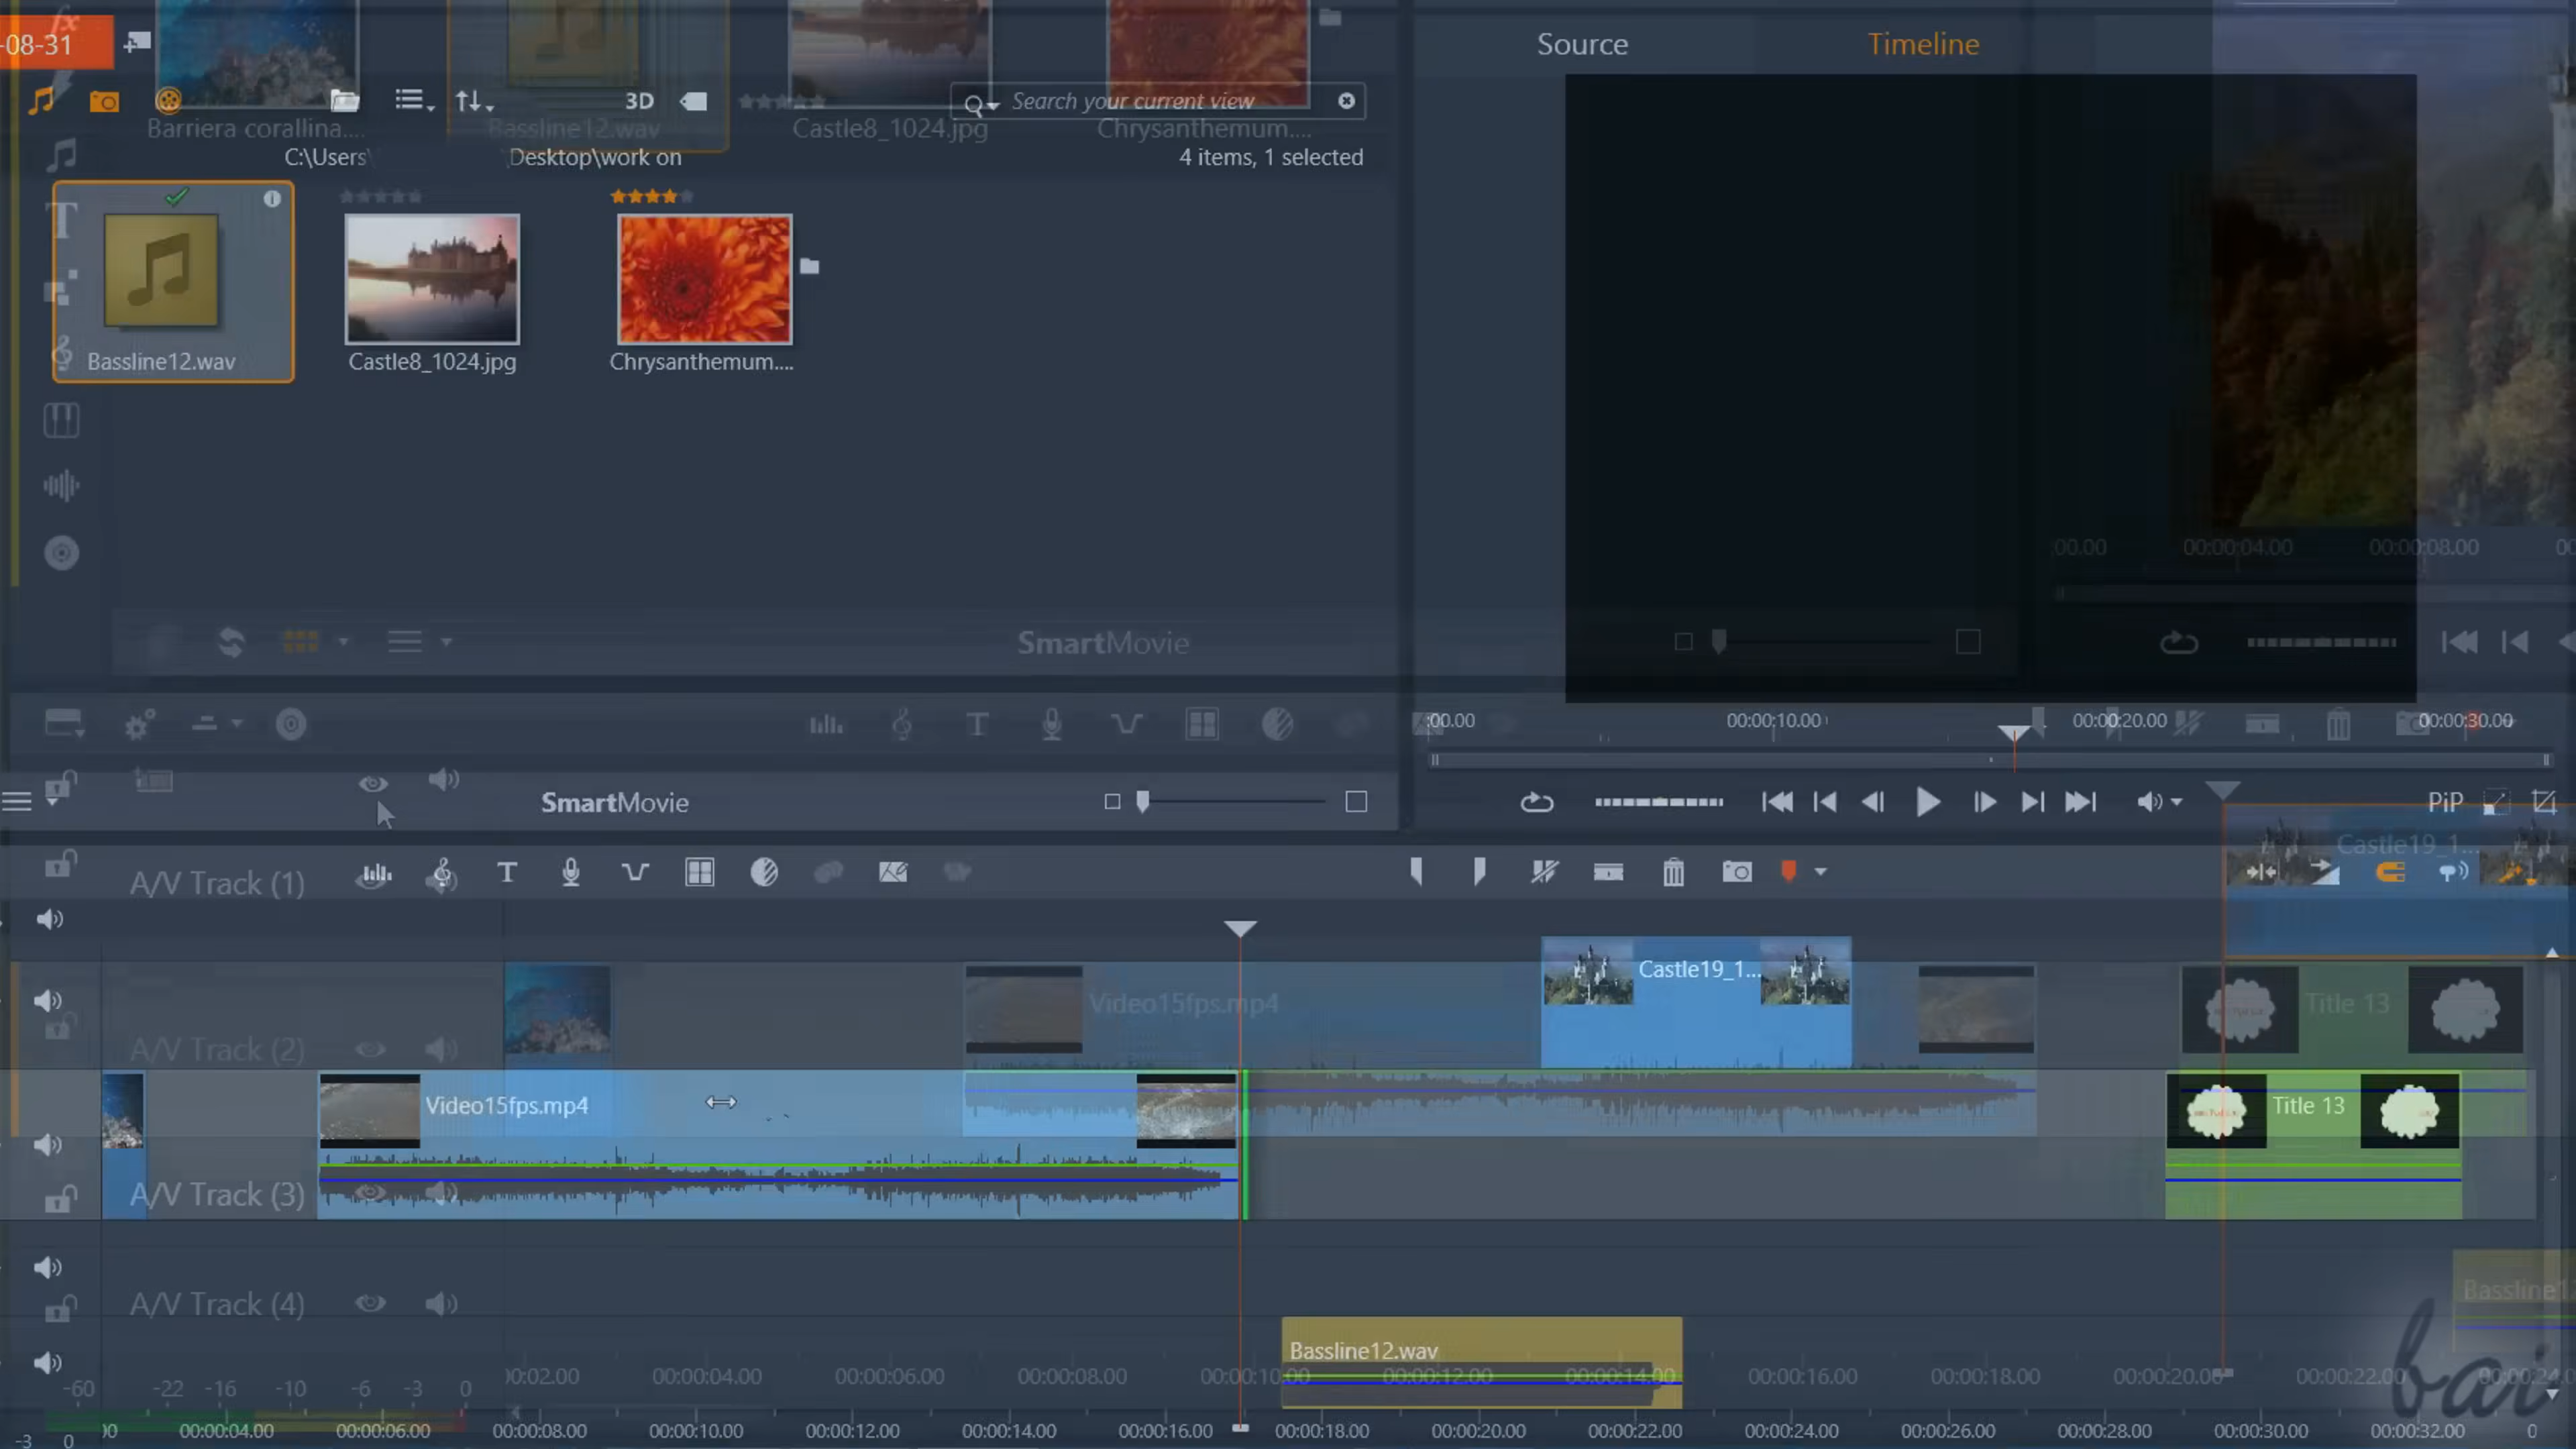 -08-31
Source
Timeline
3D
Search your current view
Barriera corallina....
Bassline12.wav
Castle8_1024.jpg
Chrysanthemum....
C:\Users\
Desktop\work on
4 items, 1 selected
T
Bassline12.wav
Castle8_1024.jpg
Chrysanthemum....
:00.00
00:00:04.00
00:00:08.00
00
SmartMovie
T
:00.00
00:00:10.00
00:00:20.00
00:00:30.00
SmartMovie
PiP
Castle19_1...
A/V Track (1)
T
Castle19_1...
Video15fps.mp4
Title 13
A/V Track (2)
Video15fps.mp4
Title 13
A/V Track (3)
A/V Track (4)
Bassline1
Bassline12.wav
00:02.00
00:00:04.00
00:00:06.00
00:00:08.00
00:00:10.00
00:00:12.00
00:00:14.00
00:00:16.00
00:00:18.00
00:00:20.00
00:00:22.00
-60 -22 -16 -10 -6 -3 0
bai
-3 0
00
00:00:04.00
00:00:06.00
00:00:08.00
00:00:10.00
00:00:12.00
00:00:14.00
00:00:16.00
00:00:18.00
00:00:20.00
00:00:22.00
00:00:24.00
00:00:26.00
00:00:28.00
00:00:30.00
00:00:32.00
0